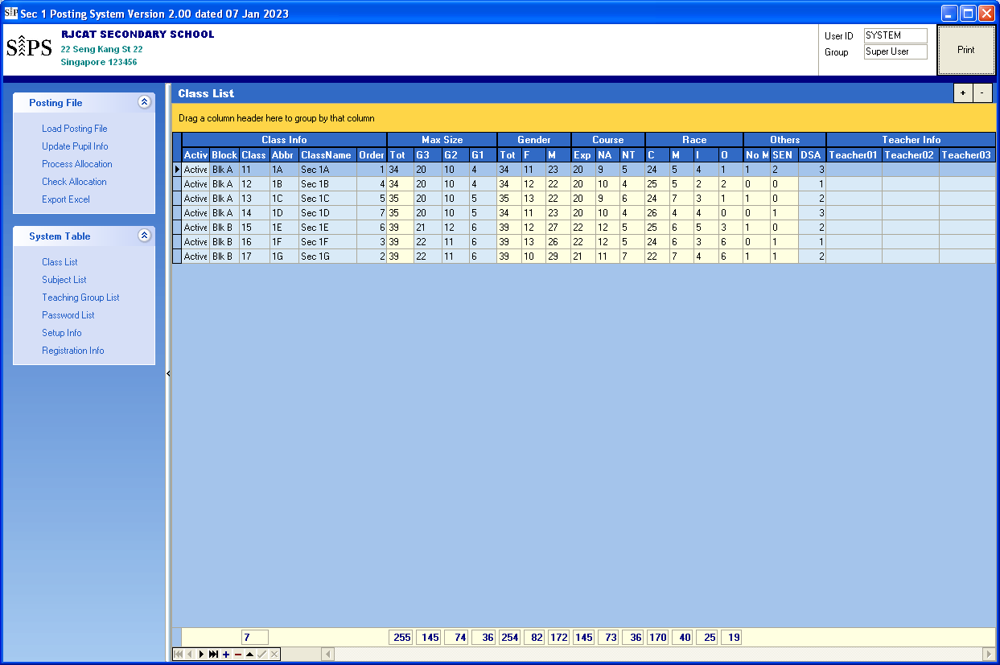 Sec 1 Posting System Version 2.00 dated 07 Jan 2023
SIPS
RJCAT SECONDARY SCHOOL
22 Seng Kang St 22
Singapore 123456
User ID SYSTEM
Group Super User
Print
Posting File
Load Posting File
Update Pupil Info
Process Allocation
Check Allocation
Export Excel
System Table
Class List
Subject List
Teaching Group List
Password List
Setup Info
Registration Info
Class List + -
Drag a column header here to group by that column
Class Info Max Size Gender Course Race Others Teacher Info
Activ Block Class Abbr ClassName Order Tot G3 G2 G1 Tot F M Exp NA NT C M I O No M SEN DSA Teacher01 Teacher02 Teacher03
Active Blk A 11 1A Sec 1A 1 34 20 10 4 34 11 23 20 9 5 24 5 4 1 1 2 3
Active Blk A 12 1B Sec 1B 4 34 20 10 4 34 12 22 20 10 4 25 5 2 2 0 0 1
Active Blk A 13 1C Sec 1C 5 35 20 10 5 35 13 22 20 9 6 24 7 3 1 1 0 2
Active Blk A 14 1D Sec 1D 7 35 20 10 5 34 11 23 20 10 4 26 4 4 0 0 1 3
Active Blk B 15 1E Sec 1E 6 39 21 12 6 39 12 27 22 12 5 25 6 5 3 1 0 2
Active Blk B 16 1F Sec 1F 3 39 22 11 6 39 13 26 22 12 5 24 6 3 6 0 1 1
Active Blk B 17 1G Sec 1G 2 39 22 11 6 39 10 29 21 11 7 22 7 4 6 1 1 2
7 255 145 74 36 254 82 172 145 73 36 170 40 25 19